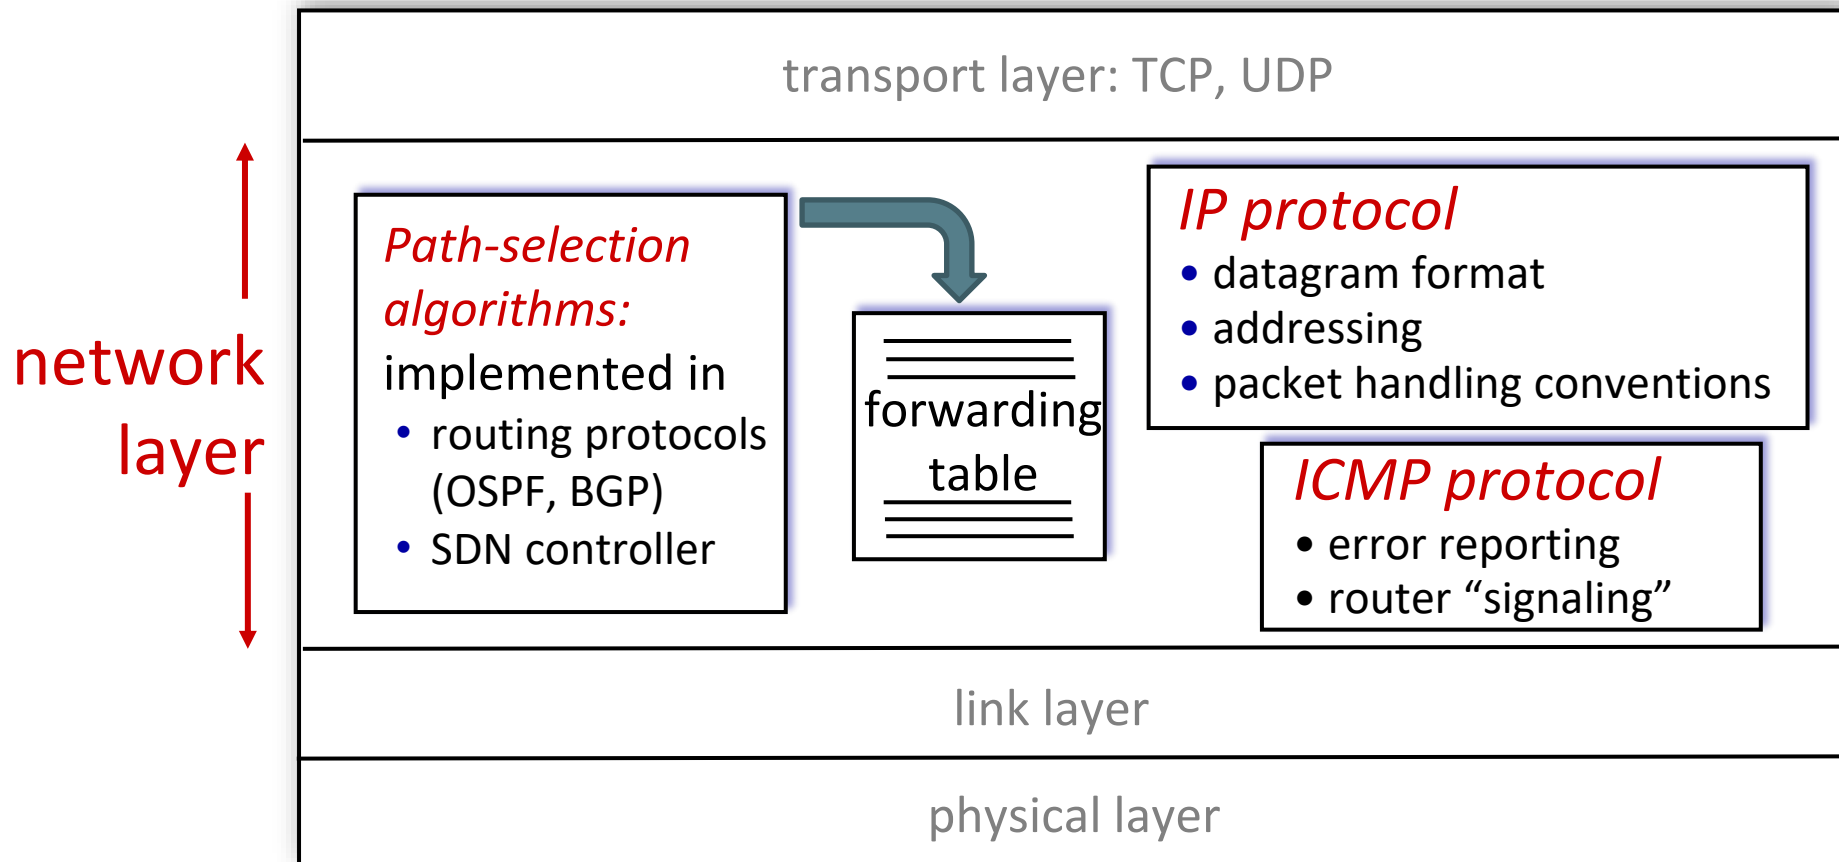 transport layer: TCP, UDP
network
layer
Path-selection
algorithms:
implemented in
• routing protocols
(OSPF, BGP)
• SDN controller
forwarding
table
IP protocol
• datagram format
• addressing
• packet handling conventions
ICMP protocol
• error reporting
• router “signaling”
link layer
physical layer